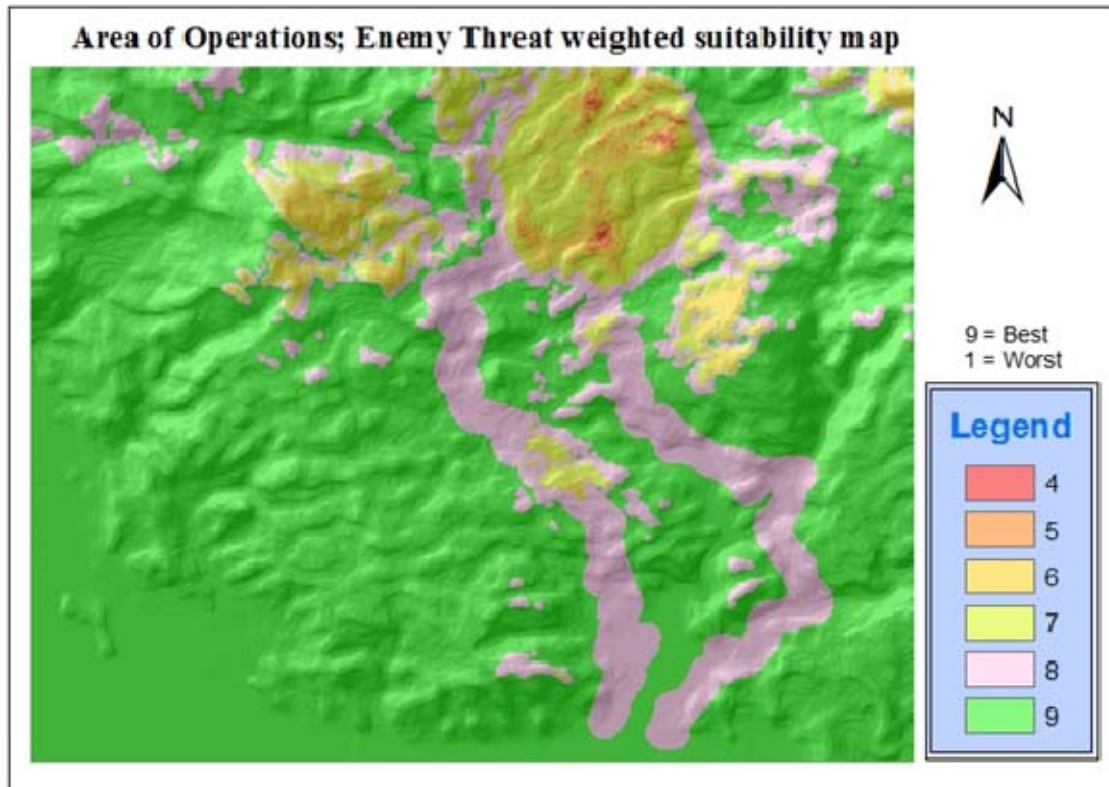 Area of Operations; Enemy Threat weighted suitability map
N
9 = Best
1 = Worst
Legend
4
5
6
7
8
9